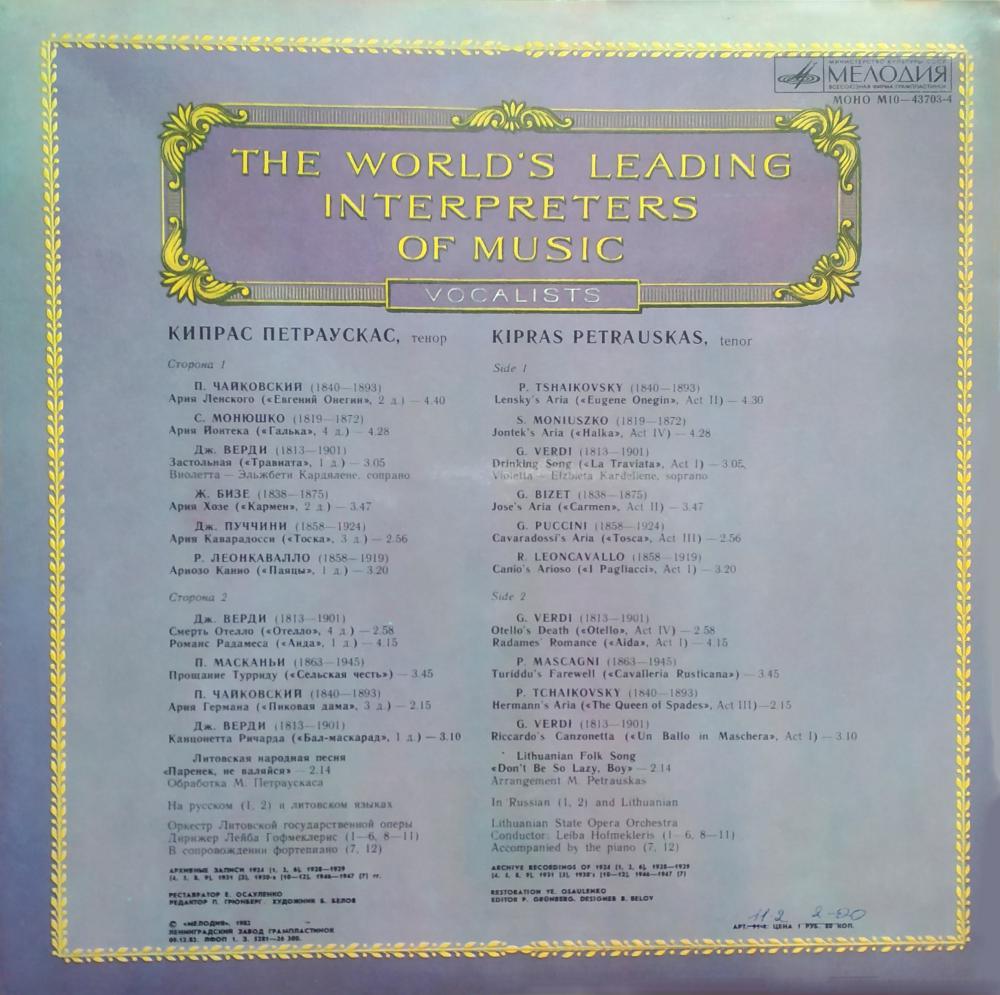 МИНИСТЕРСТВО КУЛЬТУРЫ СССР
МЕЛОДИЯ
ВСЕСОЮЗНАЯ ФИРМА ГРАМПЛАСТИНОК
МОНО М10—43703-4
THE WORLD'S LEADING
INTERPRETERS
OF MUSIC
VOCALISTS
КИПРАС ПЕТРАУСКАС, тенор
Сторона 1
П. ЧАЙКОВСКИЙ (1840—1893)
Ария Ленского («Евгений Онегин», 2 д.) — 4.40
С. МОНЮШКО (1819—1872)
Ария Йонтека («Галька», 4 д.) — 4.28
Дж. ВЕРДИ (1813—1901)
Застольная («Травиата», 1 д.) — 3.05
Виолетта — Эльжбети Кардялене, сопрано
Ж. БИЗЕ (1838—1875)
Ария Хозе («Кармен», 2 д.) — 3.47
Дж. ПУЧЧИНИ (1858—1924)
Ария Каварадосси («Тоска», 3 д.) — 2.56
Р. ЛЕОНКАВАЛЛО (1858—1919)
Ариозо Канио («Паяцы», 1 д.) — 3.20
Сторона 2
Дж. ВЕРДИ (1813—1901)
Смерть Отелло («Отелло», 4 д.) — 2.58
Романс Радамеса («Аида», 1 д.) — 4.15
П. МАСКАНЬИ (1863—1945)
Прощание Турриду («Сельская честь») — 3.45
П. ЧАЙКОВСКИЙ (1840—1893)
Ария Германа («Пиковая дама», 3 д.) — 2.15
Дж. ВЕРДИ (1813—1901)
Канцонетта Ричарда («Бал-маскарад», 1 д.) — 3.10
Литовская народная песня
«Паренек, не валяйся» — 2.14
Обработка М. Петраускаса
На русском (1, 2) и литовском языках
Оркестр Литовской государственной оперы
Дирижер Лейба Гофмеклерис (1—6, 8—11)
В сопровождении фортепиано (7, 12)
АРХИВНЫЕ ЗАПИСИ 1924 (1, 3, 6), 1928—1929
(4, 5, 8, 9), 1931 (2), 1930-х (10—12), 1946—1947 (7) гг.
РЕСТАВРАТОР Е. ОСАУЛЕНКО
РЕДАКТОР П. ГРЮНБЕРГ. ХУДОЖНИК Б. БЕЛОВ
© «МЕЛОДИЯ», 1982
ЛЕНИНГРАДСКИЙ ЗАВОД ГРАМПЛАСТИНОК
KIPRAS PETRAUSKAS, tenor
Side 1
P. TSHAIKOVSKY (1840—1893)
Lensky's Aria («Eugene Onegin», Act II) — 4.30
S. MONIUSZKO (1819—1872)
Jontek's Aria («Halka», Act IV) — 4.28
G. VERDI (1813—1901)
Drinking Song («La Traviata», Act I) — 3.05,
Violetta — Elzbieta Kardeliene, soprano
G. BIZET (1838—1875)
Jose's Aria («Carmen», Act II) — 3.47
G. PUCCINI (1858—1924)
Cavaradossi's Aria («Tosca», Act III) — 2.56
R. LEONCAVALLO (1858—1919)
Canio's Arioso («I Pagliacci», Act I) — 3.20
Side 2
G. VERDI (1813—1901)
Otello's Death («Otello», Act IV) — 2.58
Radames' Romance («Aida», Act I) — 4.15
P. MASCAGNI (1863—1945)
Turiddu's Farewell («Cavalleria Rusticana») — 3.45
P. TCHAIKOVSKY (1840—1893)
Hermann's Aria («The Queen of Spades», Act III)—2.15
G. VERDI (1813—1901)
Riccardo's Canzonetta («Un Ballo in Maschera», Act I) — 3.10
Lithuanian Folk Song
«Don't Be So Lazy, Boy» — 2.14
Arrangement M. Petrauskas
In Russian (1, 2) and Lithuanian
Lithuanian State Opera Orchestra
Conductor: Leiba Hofmekleris (1—6, 8—11)
Accompanied by the piano (7, 12)
ARCHIVE RECORDINGS OF 1924 (1, 3, 6), 1928—1929
(4, 5, 8, 9), 1931 (2), 1930's (10—12), 1946—1947 (7)
RESTORATION YE. OSAULENKO
EDITOR P. GRÜNBERG. DESIGNER B. BELOV
11-2 2-20
АРТ. ЦЕНА 1 РУБ. КОП.